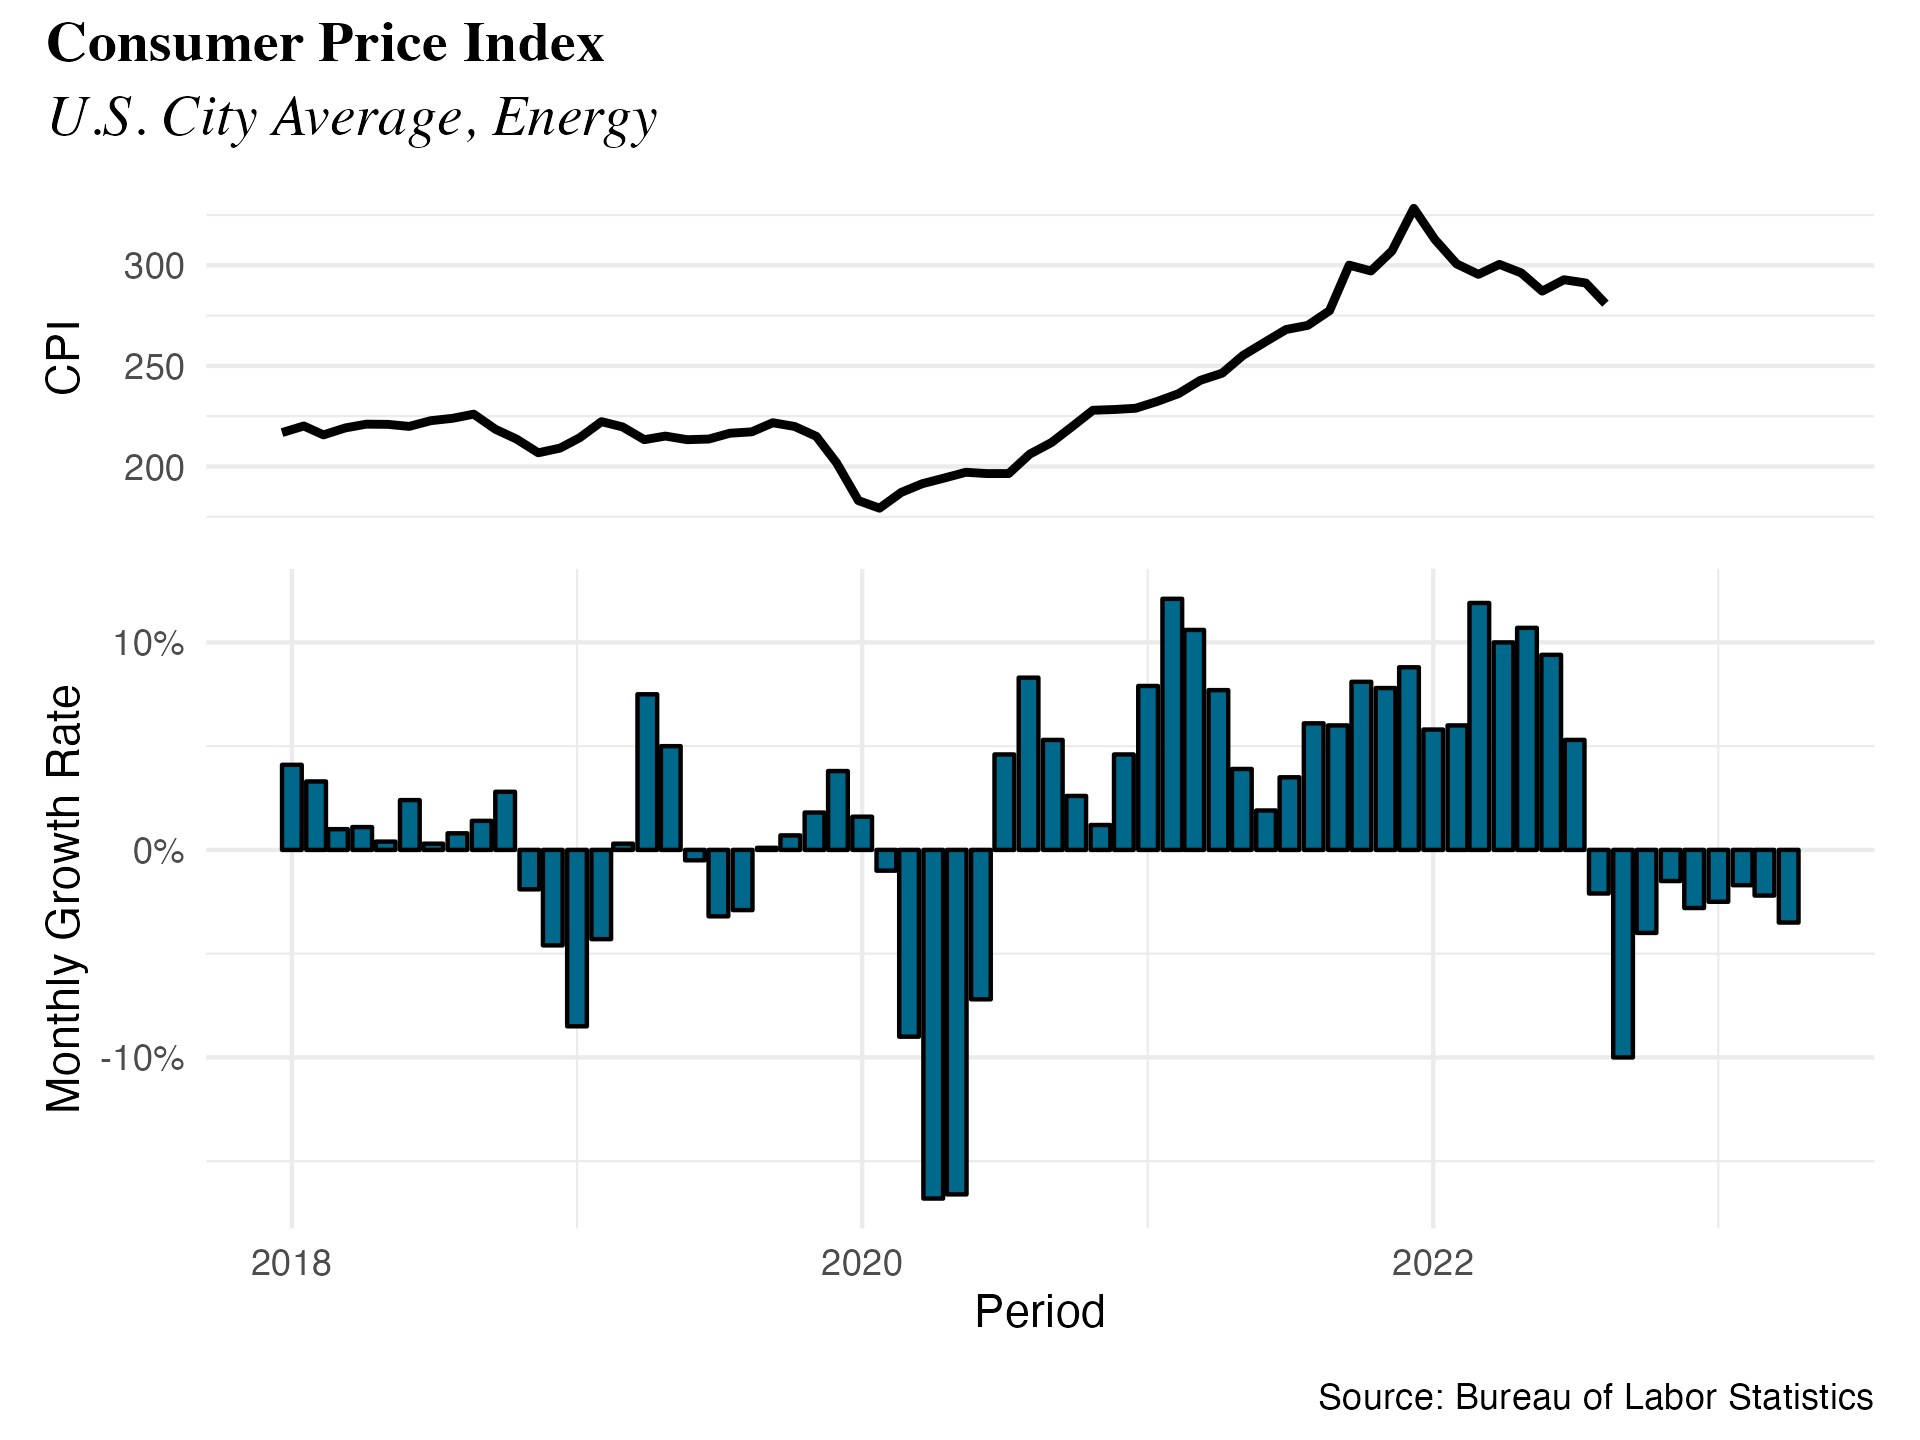 Consumer Price Index
U.S. City Average, Energy
300
250
200
CPI
10%
0%
-10%
Monthly Growth Rate
2018 2020 2022
Period
Source: Bureau of Labor Statistics